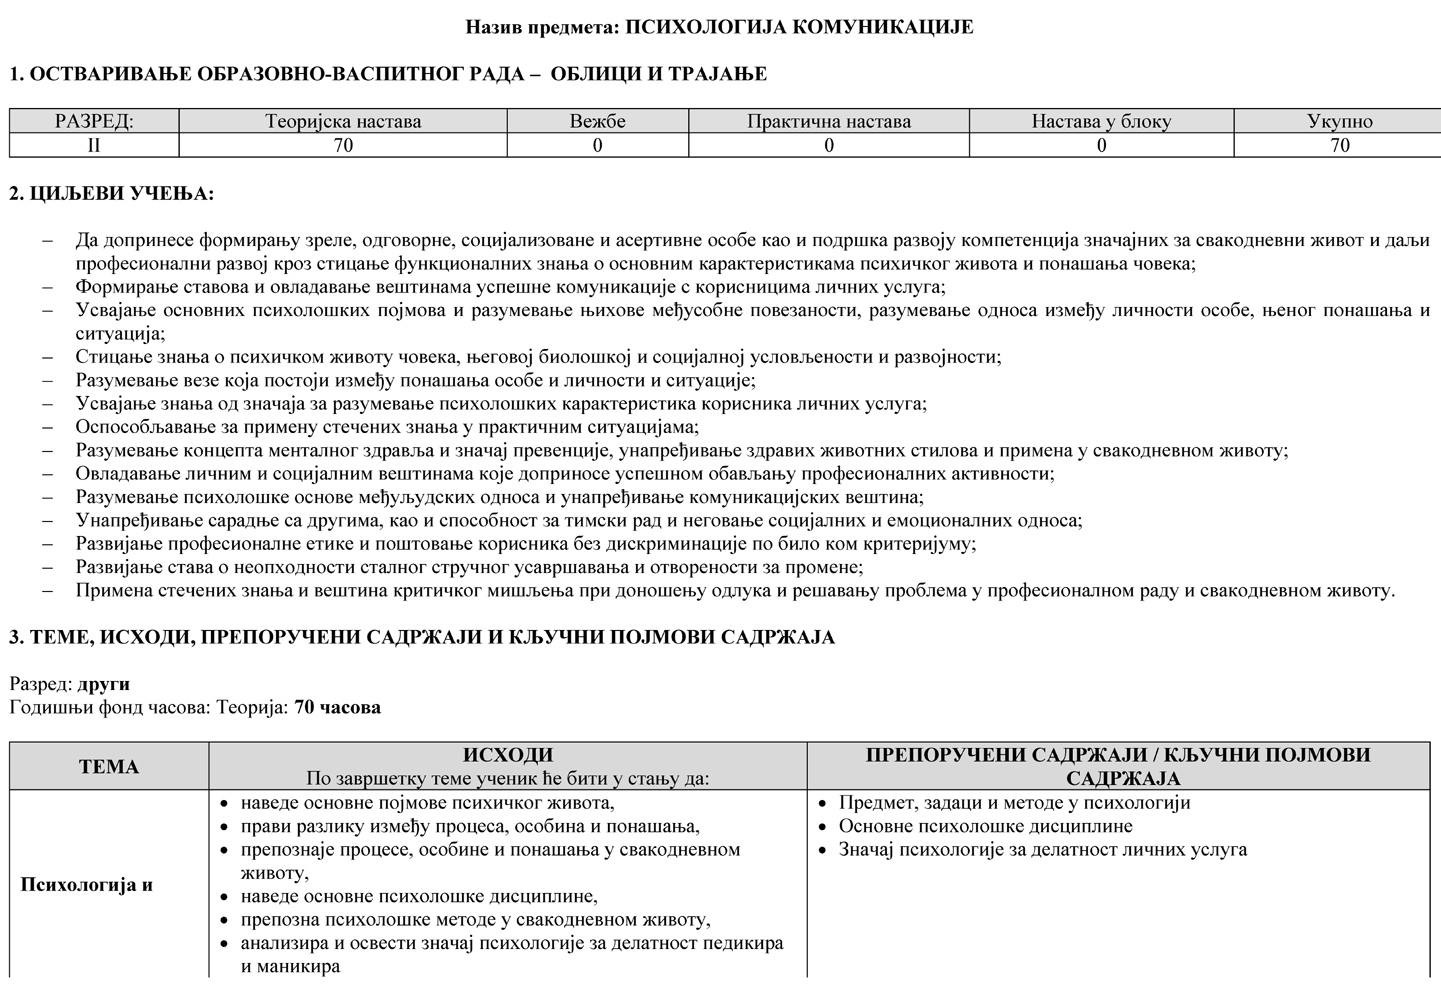 Назив предмета: ПСИХОЛОГИЈА КОМУНИКАЦИЈЕ
1. ОСТВАРИВАЊЕ ОБРАЗОВНО-ВАСПИТНОГ РАДА – ОБЛИЦИ И ТРАЈАЊЕ
РАЗРЕД: Теоријска настава Вежбе Практична настава Настава у блоку Укупно
II 70 0 0 0 70
2. ЦИЉЕВИ УЧЕЊА:
– Да допринесе формирању зреле, одговорне, социјализоване и асертивне особе као и подршка развоју компетенција значајних за свакодневни живот и даљи
професионални развој кроз стицање функционалних знања о основним карактеристикама психичког живота и понашања човека;
– Формирање ставова и овладавање вештинама успешне комуникације с корисницима личних услуга;
– Усвајање основних психолошких појмова и разумевање њихове међусобне повезаности, разумевање односа између личности особе, њеног понашања и
ситуација;
– Стицање знања о психичком животу човека, његовој биолошкој и социјалној условљености и развојности;
– Разумевање везе која постоји између понашања особе и личности и ситуације;
– Усвајање знања од значаја за разумевање психолошких карактеристика корисника личних услуга;
– Оспособљавање за примену стечених знања у практичним ситуацијама;
– Разумевање концепта менталног здравља и значај превенције, унапређивање здравих животних стилова и примена у свакодневном животу;
– Овладавање личним и социјалним вештинама које доприносе успешном обављању професионалних активности;
– Разумевање психолошке основе међуљудских односа и унапређивање комуникацијских вештина;
– Унапређивање сарадње са другима, као и способност за тимски рад и неговање социјалних и емоционалних односа;
– Развијање професионалне етике и поштовање корисника без дискриминације по било ком критеријуму;
– Развијање става о неопходности сталног стручног усавршавања и отворености за промене;
– Примена стечених знања и вештина критичког мишљења при доношењу одлука и решавању проблема у професионалном раду и свакодневном животу.
3. ТЕМЕ, ИСХОДИ, ПРЕПОРУЧЕНИ САДРЖАЈИ И КЉУЧНИ ПОЈМОВИ САДРЖАЈА
Разред: други
Годишњи фонд часова: Теорија: 70 часова
ТЕМА
ИСХОДИ
По завршетку теме ученик ће бити у стању да:
ПРЕПОРУЧЕНИ САДРЖАЈИ / КЉУЧНИ ПОЈМОВИ
САДРЖАЈА
Психологија и
• наведе основне појмове психичког живота,
• прави разлику између процеса, особина и понашања,
• препознаје процесе, особине и понашања у свакодневном
животу,
• наведе основне психолошке дисциплине,
• препозна психолошке методе у свакодневном животу,
• анализира и освести значај психологије за делатност педикира
и маникира
• Предмет, задаци и методе у психологији
• Основне психолошке дисциплине
• Значај психологије за делатност личних услуга